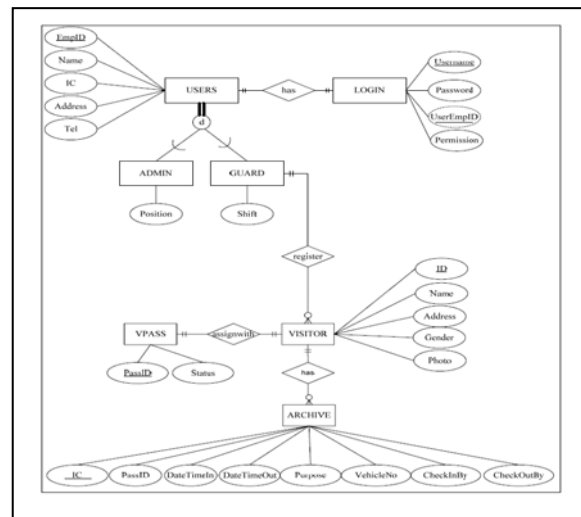 EmpID
Name
IC
Address
Tel
USERS
has
LOGIN
Username
Password
UserEmpID
Permission
d
ADMIN
GUARD
Position
Shift
register
ID
Name
Address
Gender
Photo
VPASS
assignwith
VISITOR
PassID
Status
has
ARCHIVE
IC
PassID
DateTimeIn
DateTimeOut
Purpose
VehicleNo
CheckInBy
CheckOutBy